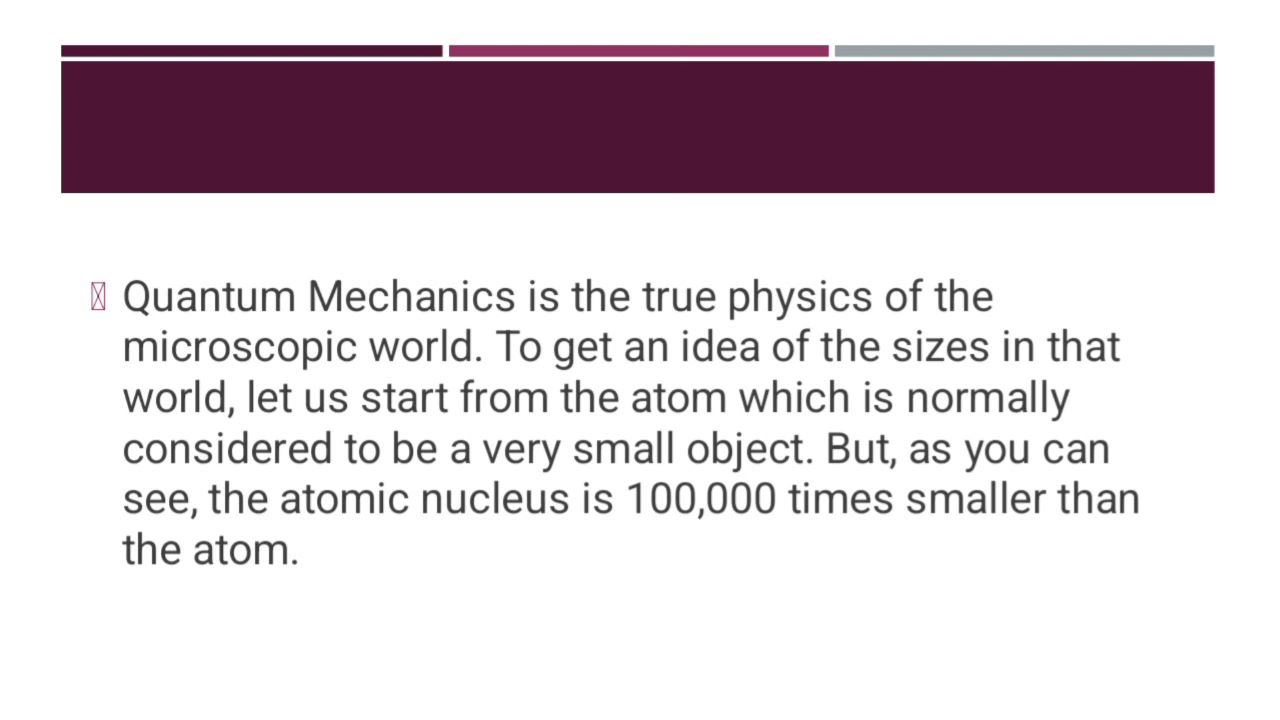 Quantum Mechanics is the true physics of the
microscopic world. To get an idea of the sizes in that
world, let us start from the atom which is normally
considered to be a very small object. But, as you can
see, the atomic nucleus is 100,000 times smaller than
the atom.